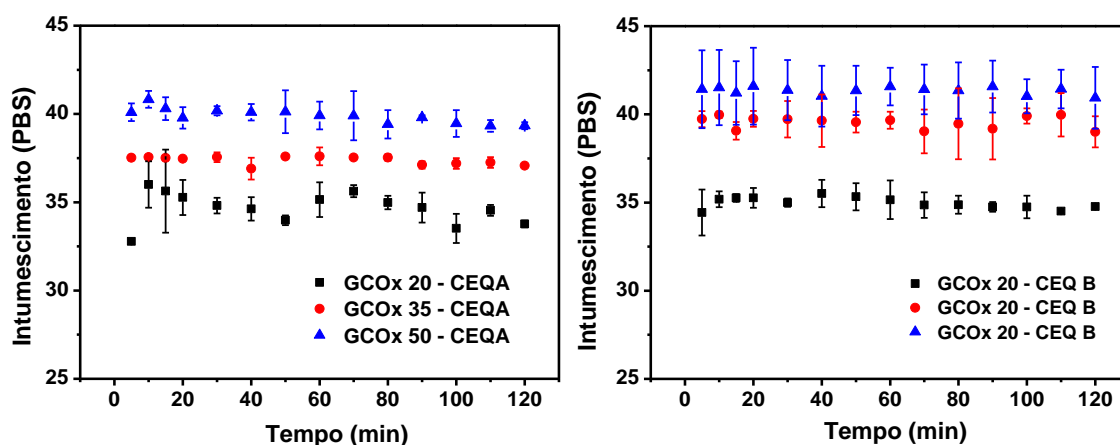 Intumescimento (PBS)
45
40
35
30
25
GCOx 20 - CEQA
GCOx 35 - CEQA
GCOx 50 - CEQA
0 20 40 60 80 100 120
Tempo (min)
Intumescimento (PBS)
45
40
35
30
25
GCOx 20 - CEQ B
GCOx 20 - CEQ B
GCOx 20 - CEQ B
0 20 40 60 80 100 120
Tempo (min)